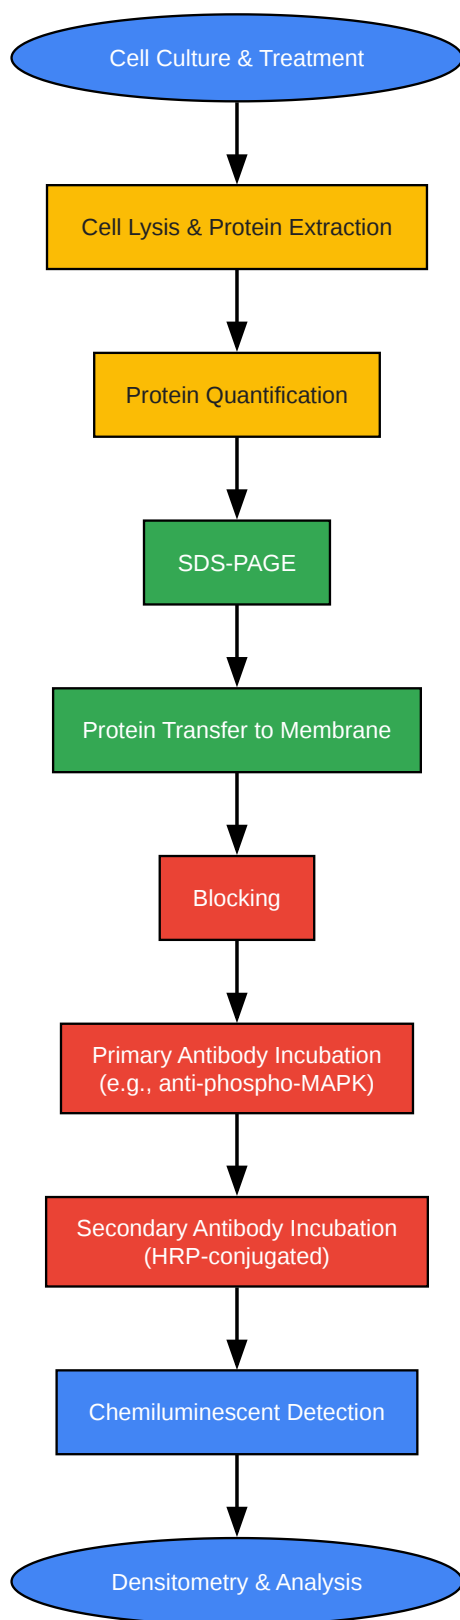 Cell Culture & Treatment
Cell Lysis & Protein Extraction
Protein Quantification
SDS-PAGE
Protein Transfer to Membrane
Blocking
Primary Antibody Incubation
(e.g., anti-phospho-MAPK)
Secondary Antibody Incubation
(HRP-conjugated)
Chemiluminescent Detection
Densitometry & Analysis